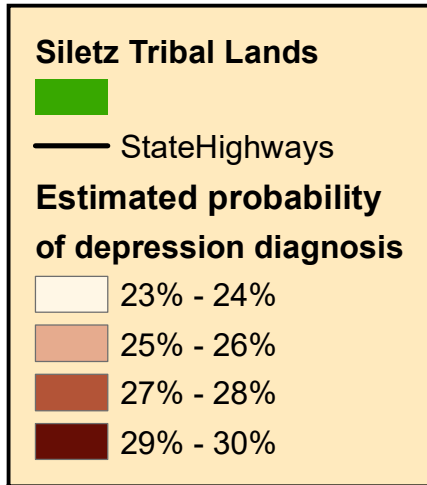 Siletz Tribal Lands
StateHighways
Estimated probability
of depression diagnosis
23% - 24%
25% - 26%
27% - 28%
29% - 30%